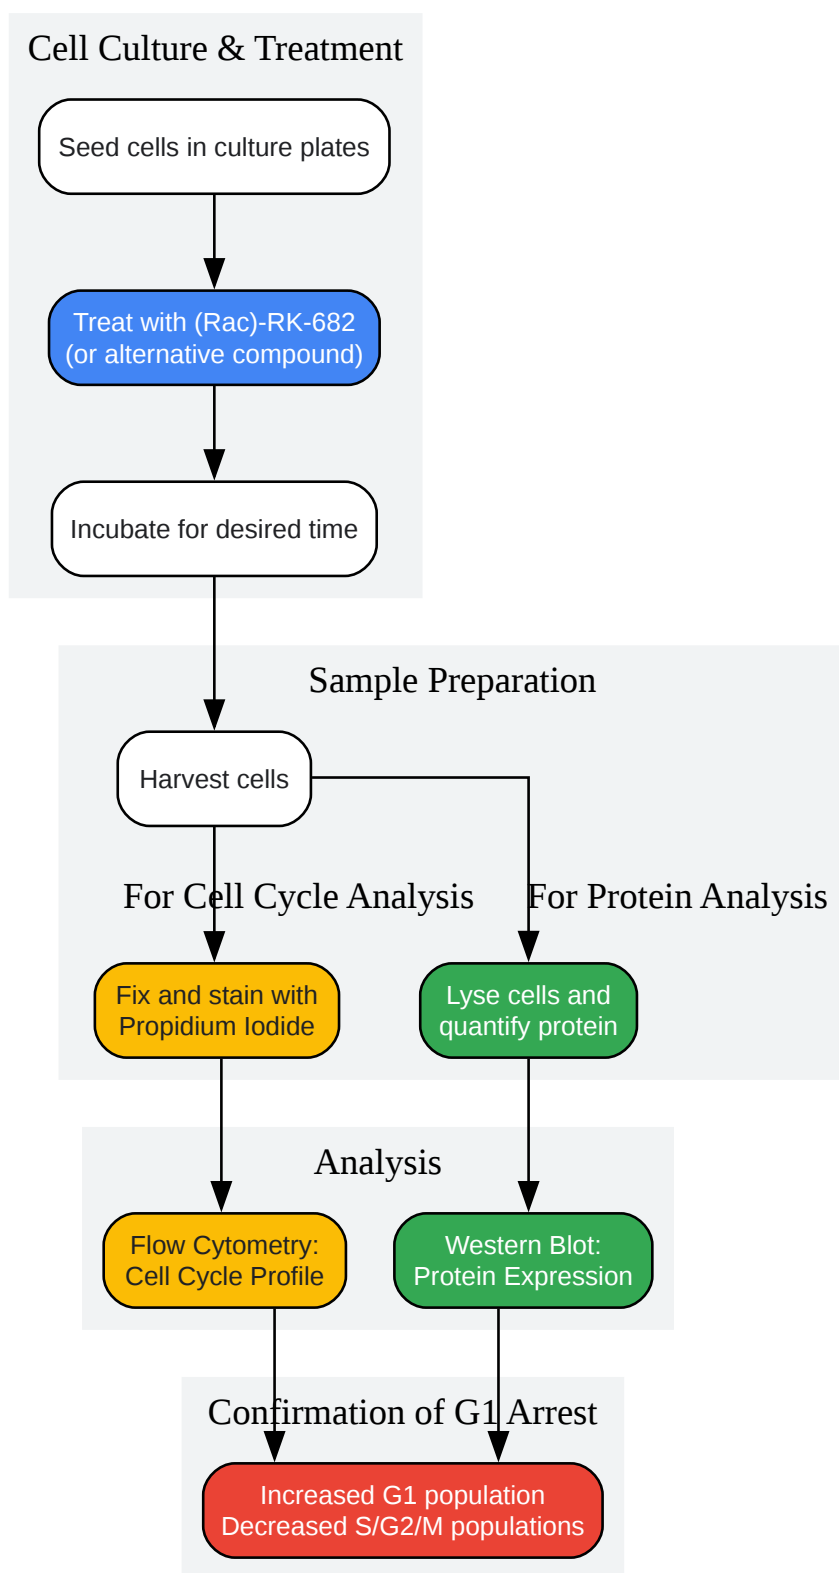 Cell Culture & Treatment
Seed cells in culture plates
Treat with (Rac)-RK-682
(or alternative compound)
Incubate for desired time
Sample Preparation
Harvest cells
For Cell Cycle Analysis
For Protein Analysis
Fix and stain with
Propidium Iodide
Lyse cells and
quantify protein
Analysis
Flow Cytometry:
Cell Cycle Profile
Western Blot:
Protein Expression
Confirmation of G1 Arrest
Increased G1 population
Decreased S/G2/M populations